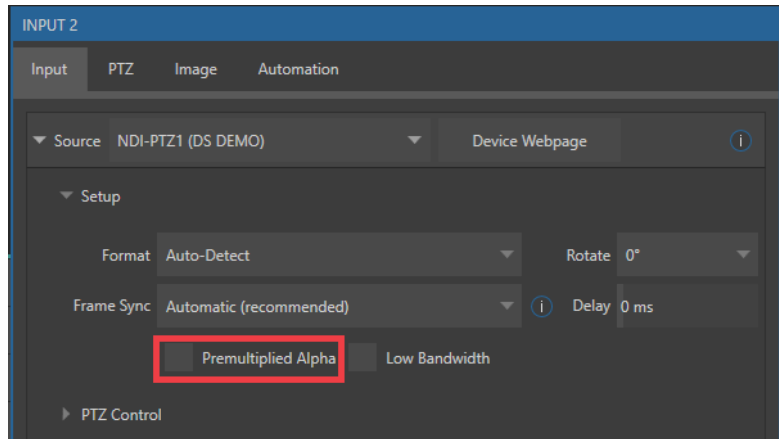 INPUT 2
Input PTZ Image Automation
Source NDI-PTZ1 (DS DEMO) Device Webpage i
Setup
Format Auto-Detect Rotate 0°
Frame Sync Automatic (recommended) i Delay 0 ms
Premultiplied Alpha Low Bandwidth
PTZ Control